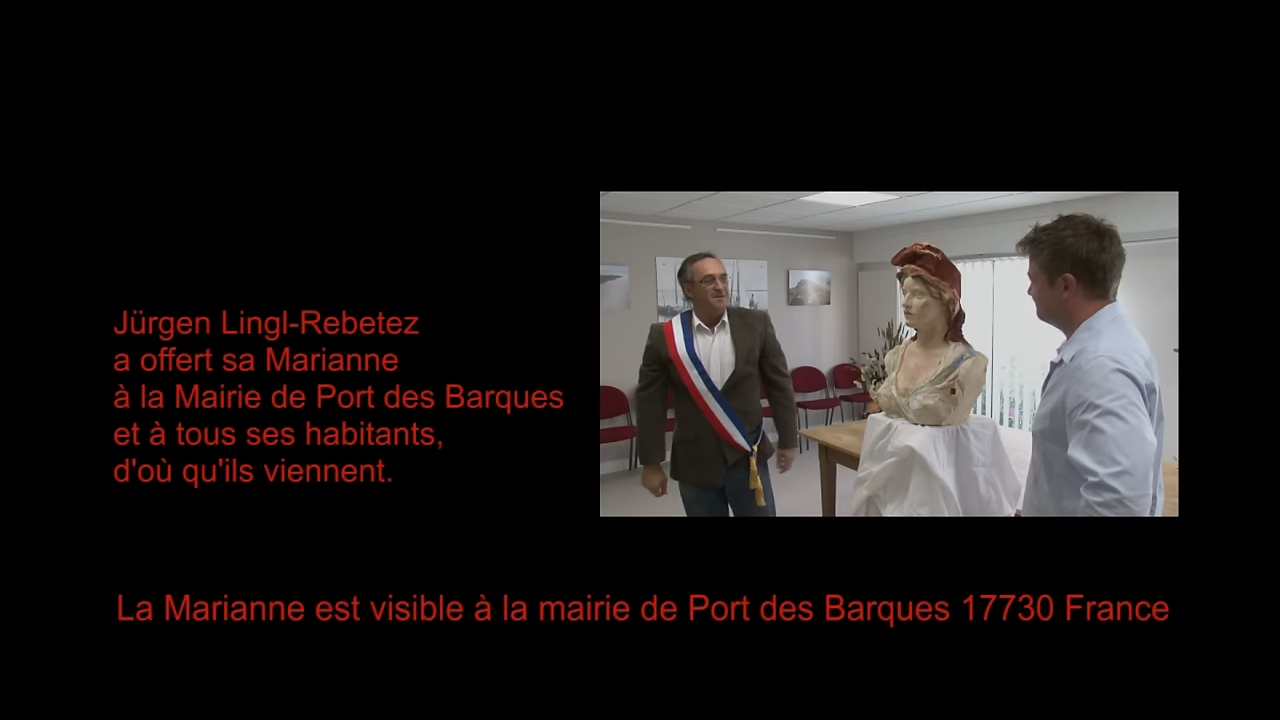 Jürgen Lingl-Rebetez
a offert sa Marianne
à la Mairie de Port des Barques
et à tous ses habitants,
d'où qu'ils viennent.
La Marianne est visible à la mairie de Port des Barques 17730 France